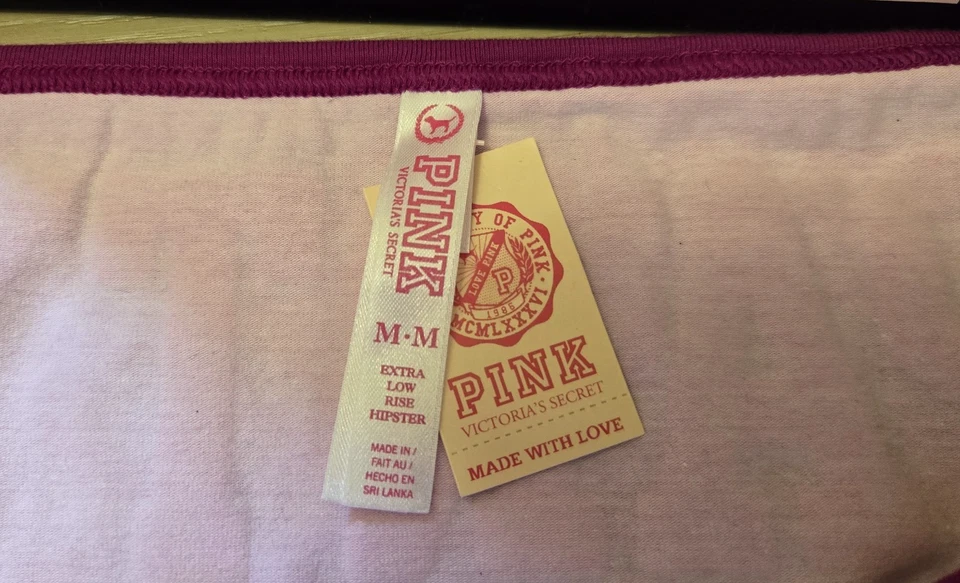 PINK
VICTORIA'S SECRET
M·M
EXTRA
LOW
RISE
HIPSTER
MADE IN /
FAIT AU /
HECHO EN
SRI LANKA
OF PINK
LOVE PINK
P
1986
MCMLXXXVI
PINK
VICTORIA'S SECRET
MADE WITH LOVE